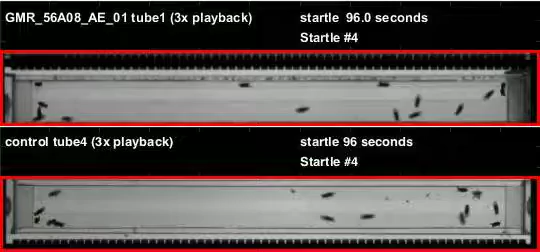 GMR_56A08_AE_01 tube1 (3x playback) startle  96.0 seconds
Startle #4
control tube4 (3x playback) startle 96 seconds
Startle #4